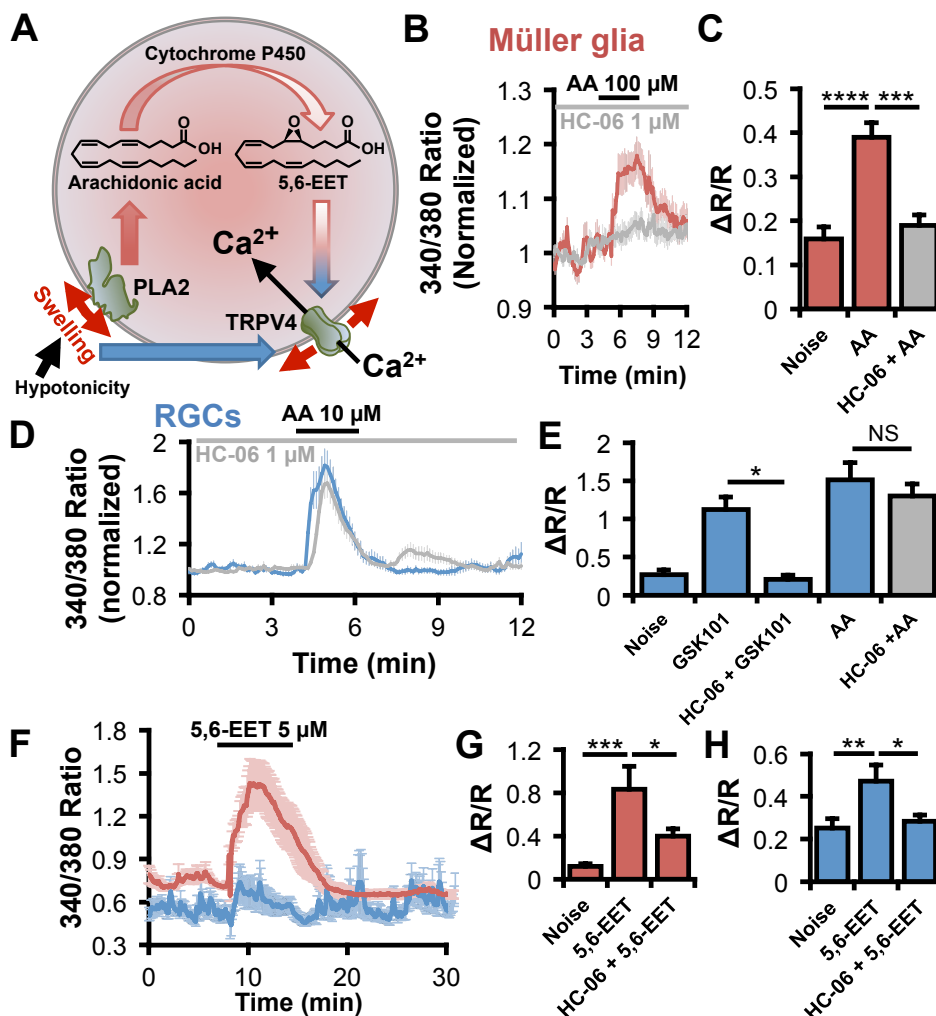 A
Cytochrome P450
O
OH
Arachidonic acid
O
O
OH
5,6-EET
Ca2+
PLA2
Swelling
TRPV4
Hypotonicity
Ca2+
B
Müller glia
AA 100 µM
HC-06 1 µM
340/380 Ratio
(Normalized)
1.3
1.2
1.1
1
0.9
0 3 6 9 12
Time (min)
C
**** ***
ΔR/R
0.5
0.4
0.3
0.2
0.1
0
Noise
AA
HC-06 + AA
D
RGCs
AA 10 µM
HC-06 1 µM
340/380 Ratio
(normalized)
2
1.6
1.2
0.8
0 3 6 9 12
Time (min)
E
* NS
ΔR/R
2
1.5
1
0.5
0
Noise
GSK101
HC-06 + GSK101
AA
HC-06 +AA
F
5,6-EET 5 µM
340/380 Ratio
1.8
1.5
1.2
0.9
0.6
0.3
0 10 20 30
Time (min)
G
*** *
ΔR/R
1.2
0.8
0.4
0
Noise
5,6-EET
HC-06 + 5,6-EET
H
** *
ΔR/R
0.6
0.4
0.2
0
Noise
5,6-EET
HC-06 + 5,6-EET